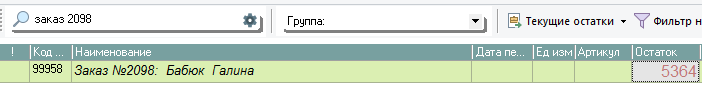 заказ 2098 Группа: Текущие остатки Фильтр н
! Код ... Наименование Дата пе... Ед изм Артикул Остаток
99958 Заказ №2098: Бабюк Галина 5364